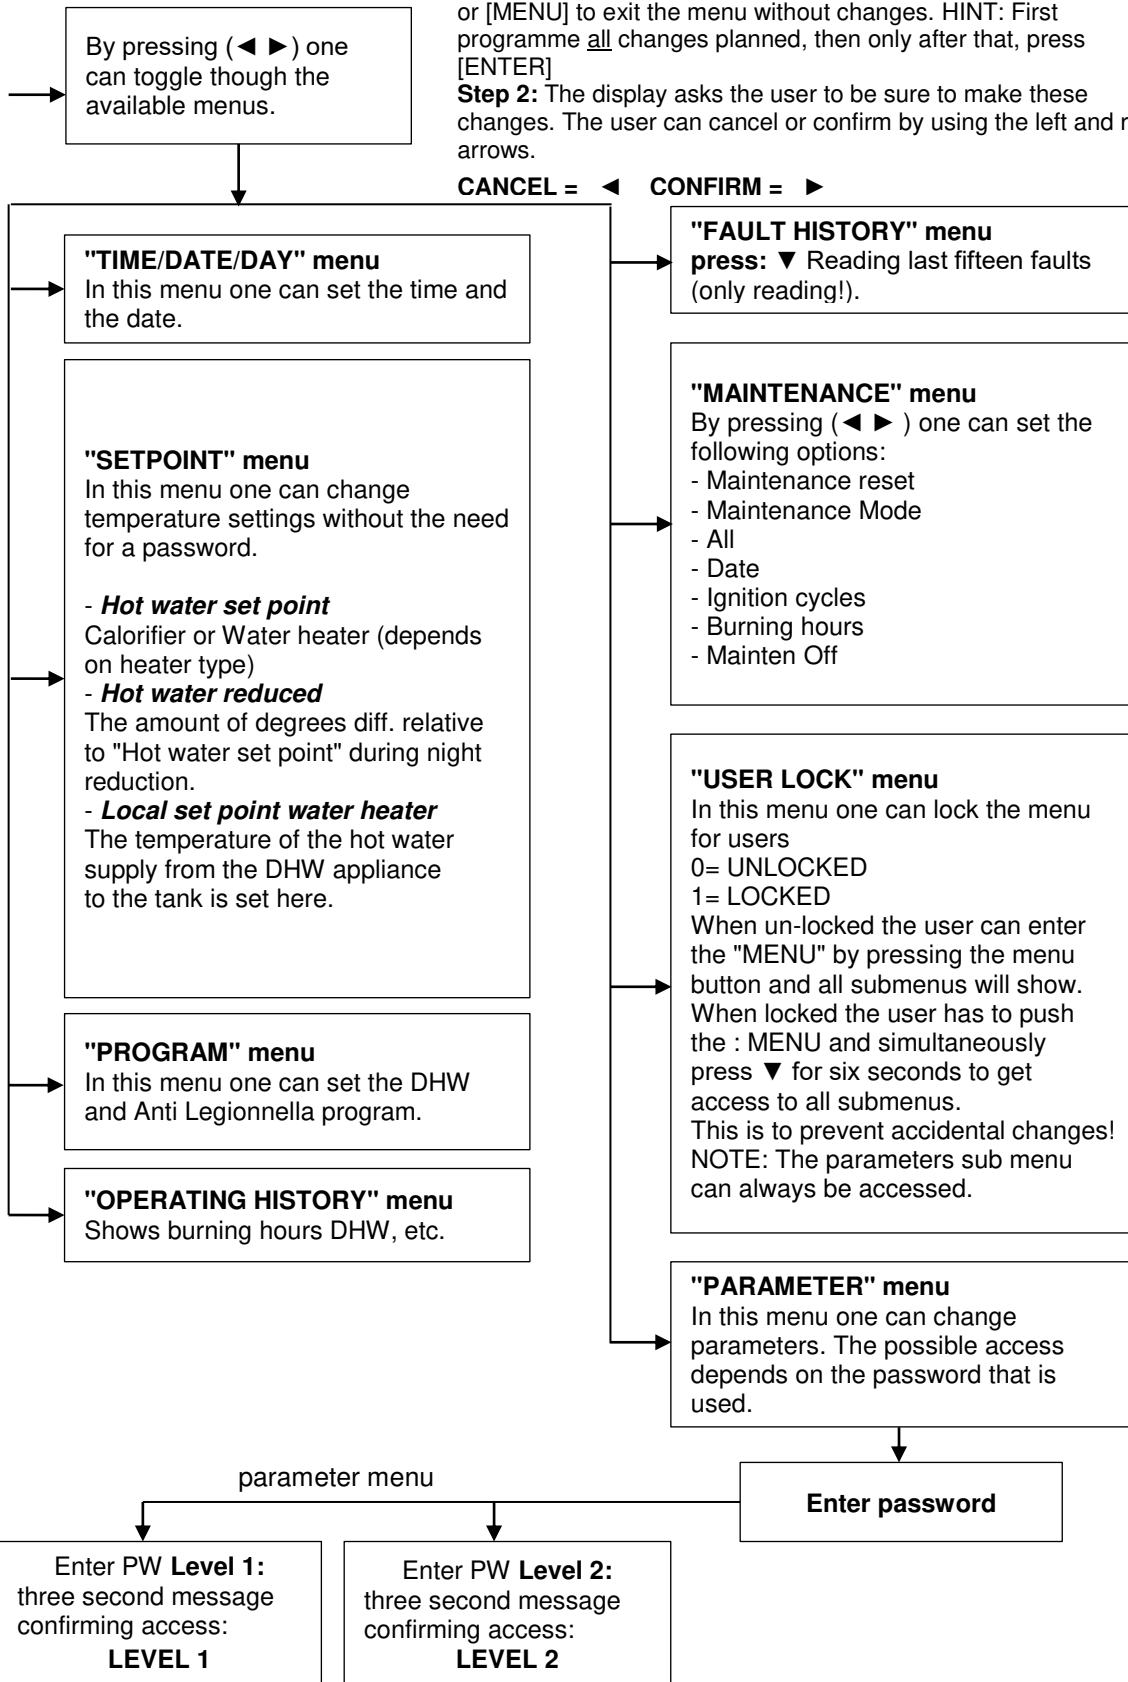 By pressing (◄ ►) one
can toggle though the
available menus.
or [MENU] to exit the menu without changes. HINT: First
programme all changes planned, then only after that, press
[ENTER]
Step 2: The display asks the user to be sure to make these
changes. The user can cancel or confirm by using the left and r
arrows.
CANCEL = ◄ CONFIRM = ►
"TIME/DATE/DAY" menu
In this menu one can set the time and
the date.
"SETPOINT" menu
In this menu one can change
temperature settings without the need
for a password.
- Hot water set point
Calorifier or Water heater (depends
on heater type)
- Hot water reduced
The amount of degrees diff. relative
to "Hot water set point" during night
reduction.
- Local set point water heater
The temperature of the hot water
supply from the DHW appliance
to the tank is set here.
"PROGRAM" menu
In this menu one can set the DHW
and Anti Legionnella program.
"OPERATING HISTORY" menu
Shows burning hours DHW, etc.
"FAULT HISTORY" menu
press: ▼ Reading last fifteen faults
(only reading!).
"MAINTENANCE" menu
By pressing (◄ ► ) one can set the
following options:
- Maintenance reset
- Maintenance Mode
- All
- Date
- Ignition cycles
- Burning hours
- Mainten Off
"USER LOCK" menu
In this menu one can lock the menu
for users
0= UNLOCKED
1= LOCKED
When un-locked the user can enter
the "MENU" by pressing the menu
button and all submenus will show.
When locked the user has to push
the : MENU and simultaneously
press ▼ for six seconds to get
access to all submenus.
This is to prevent accidental changes!
NOTE: The parameters sub menu
can always be accessed.
"PARAMETER" menu
In this menu one can change
parameters. The possible access
depends on the password that is
used.
Enter password
parameter menu
Enter PW Level 1:
three second message
confirming access:
LEVEL 1
Enter PW Level 2:
three second message
confirming access:
LEVEL 2